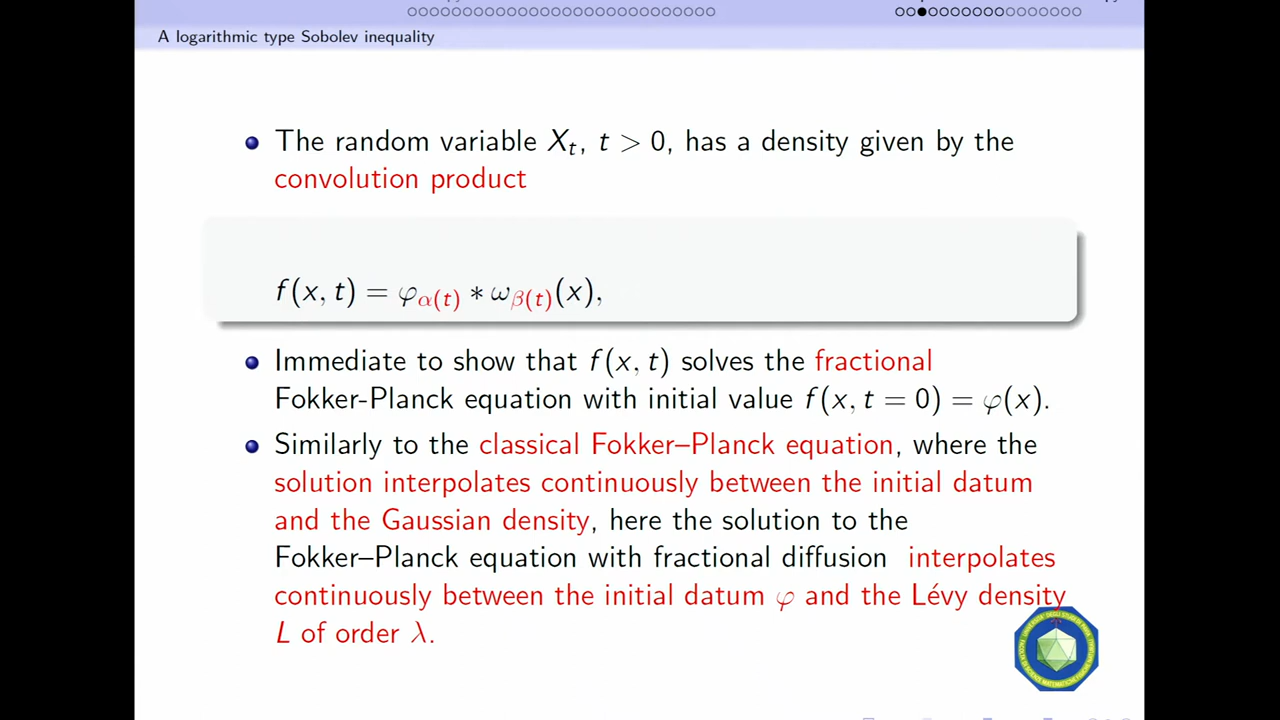 A logarithmic type Sobolev inequality
The random variable Xₜ, t > 0, has a density given by the
convolution product
f(x, t) = φ_α(t) * ω_β(t)(x),
Immediate to show that f(x, t) solves the fractional
Fokker-Planck equation with initial value f(x, t = 0) = φ(x).
Similarly to the classical Fokker–Planck equation, where the
solution interpolates continuously between the initial datum
and the Gaussian density, here the solution to the
Fokker–Planck equation with fractional diffusion interpolates
continuously between the initial datum φ and the Lévy density
L of order λ.